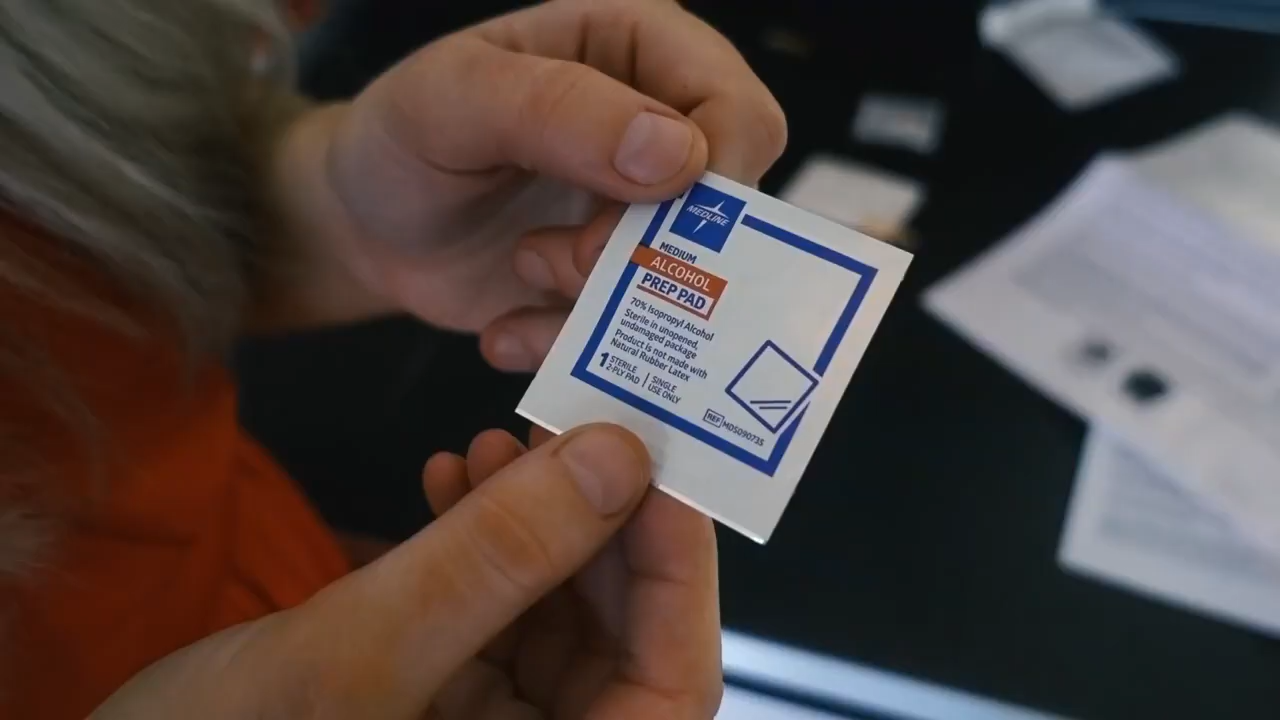 MEDLINE
MEDIUM
ALCOHOL
PREP PAD
70% Isopropyl Alcohol
Sterile in unopened,
undamaged package
Product is not made with
Natural Rubber Latex
1 STERILE
2-PLY PAD
SINGLE
USE ONLY
REF MDS090735